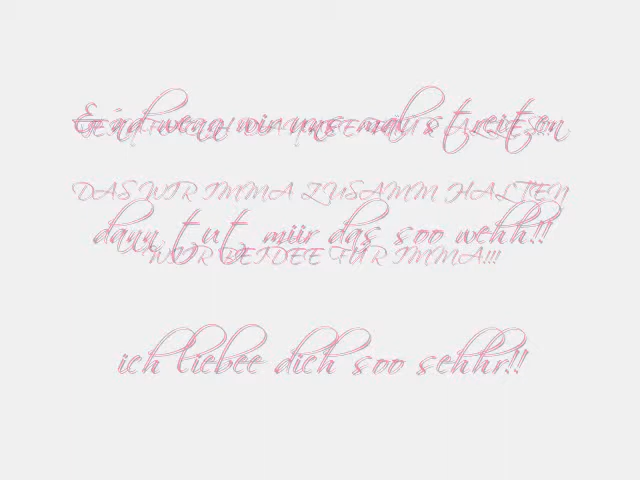 und wenn wir uns mal streiten
DAS WIR IMMA ZUSAMM HALTEN
dann tut miir das soo wehh!!
WIR BEIDEE FÜR IMMA!!!
ich liebee dich soo sehhr!!